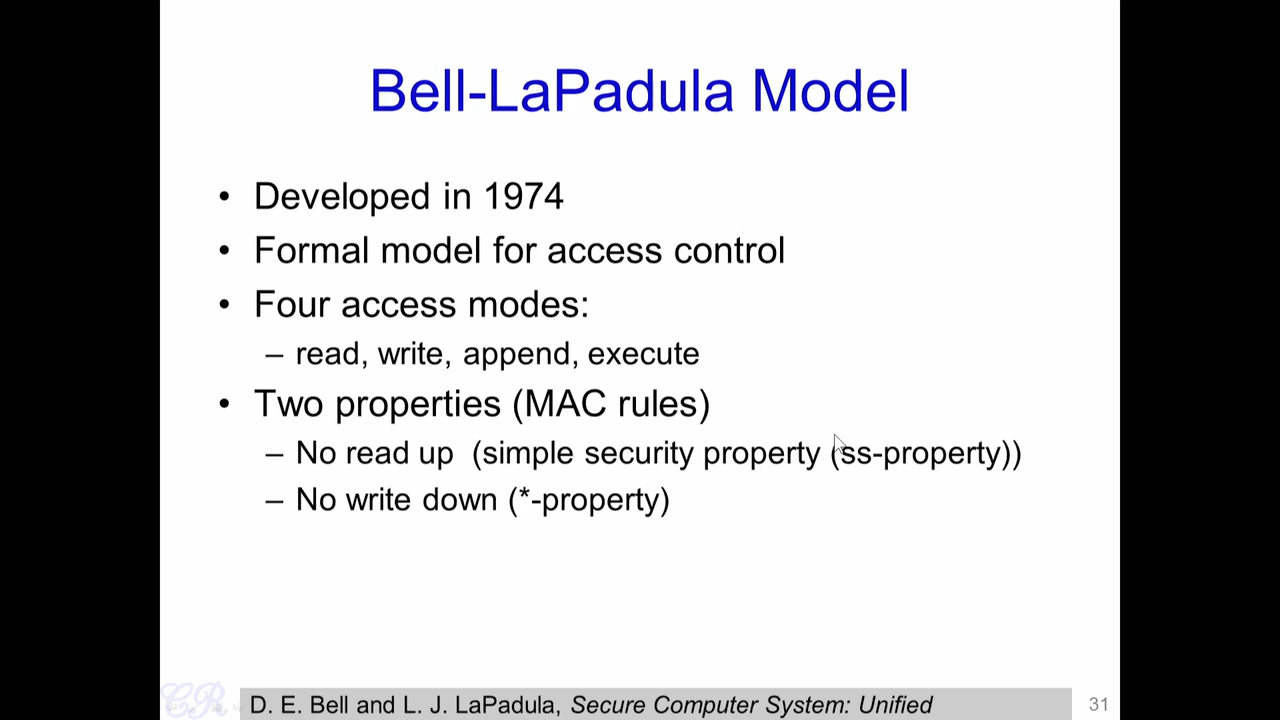 Bell-LaPadula Model
• Developed in 1974
• Formal model for access control
• Four access modes:
– read, write, append, execute
• Two properties (MAC rules)
– No read up (simple security property (ss-property))
– No write down (*-property)
CR
D. E. Bell and L. J. LaPadula, Secure Computer System: Unified
31